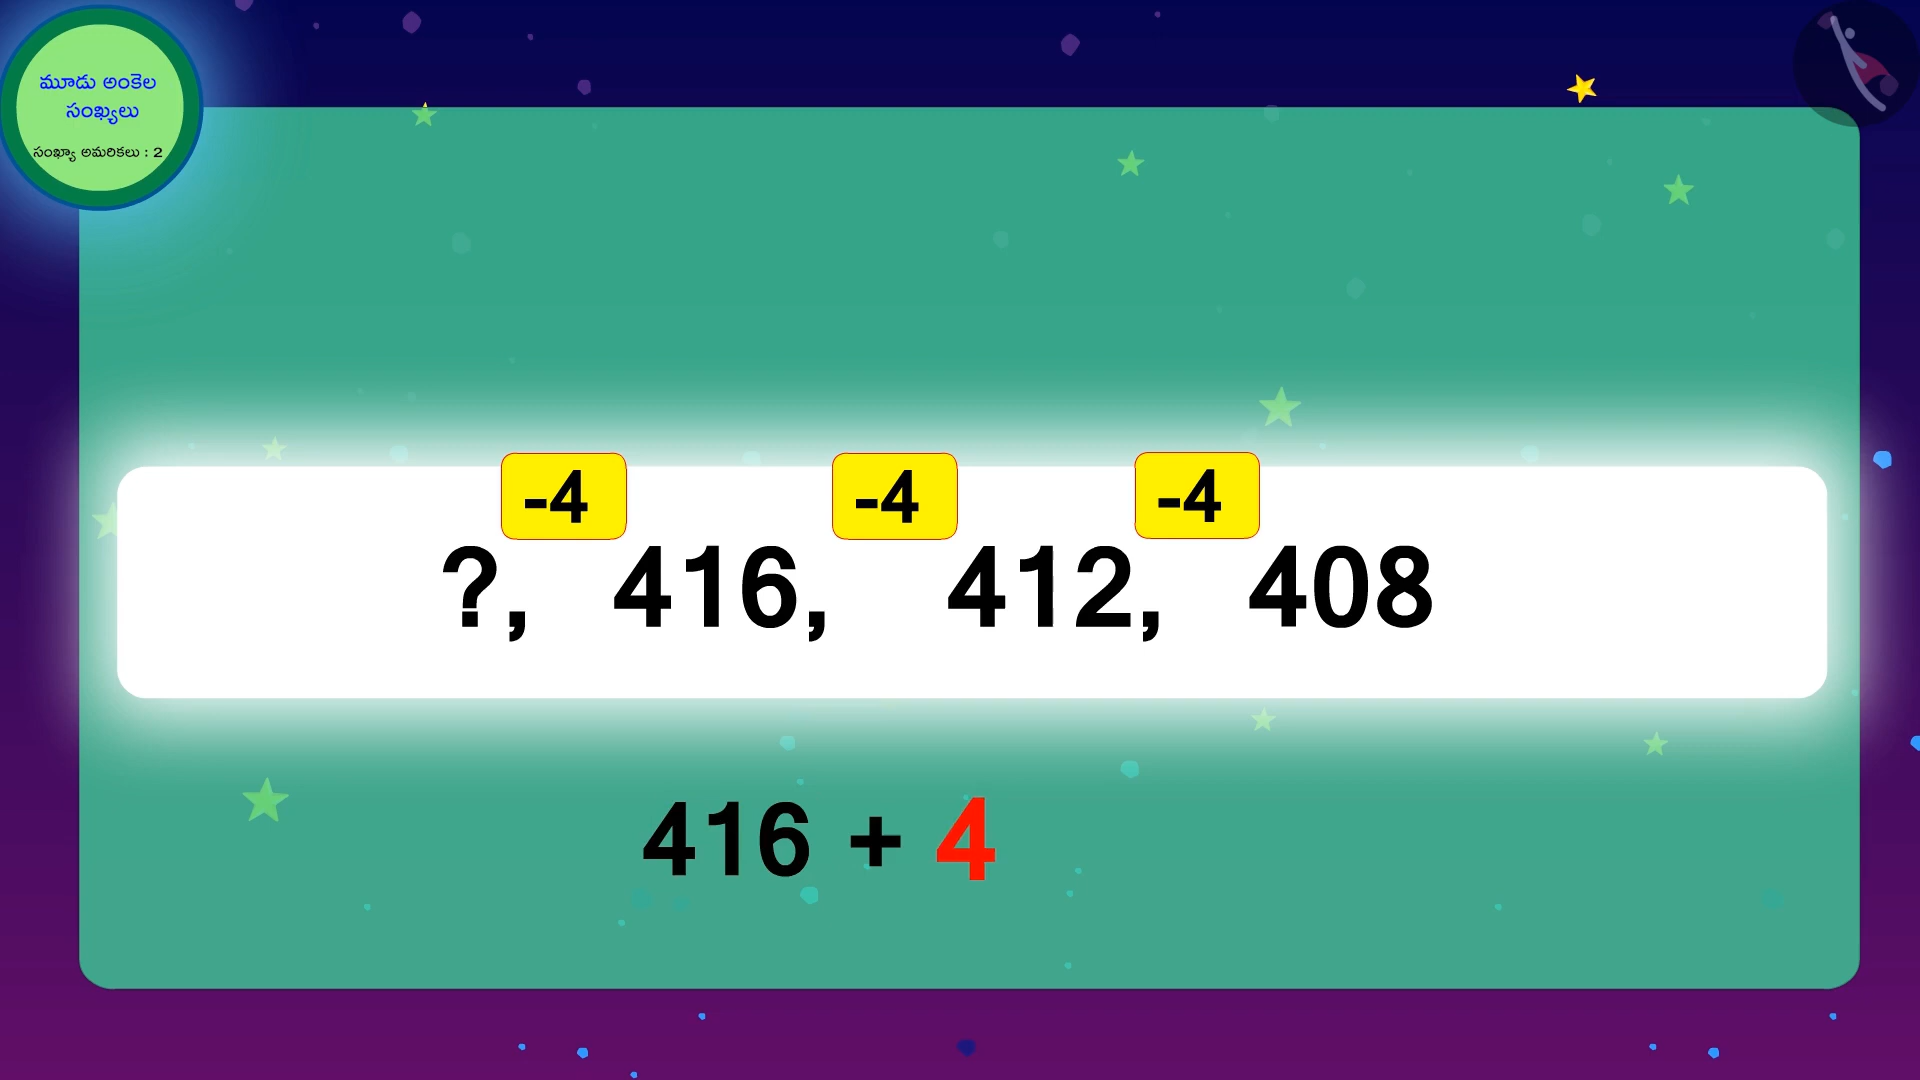 మూడు అంకెల
సంఖ్యలు
సంఖ్యా అమరికలు : 2
-4 -4 -4
?, 416, 412, 408
416 + 4